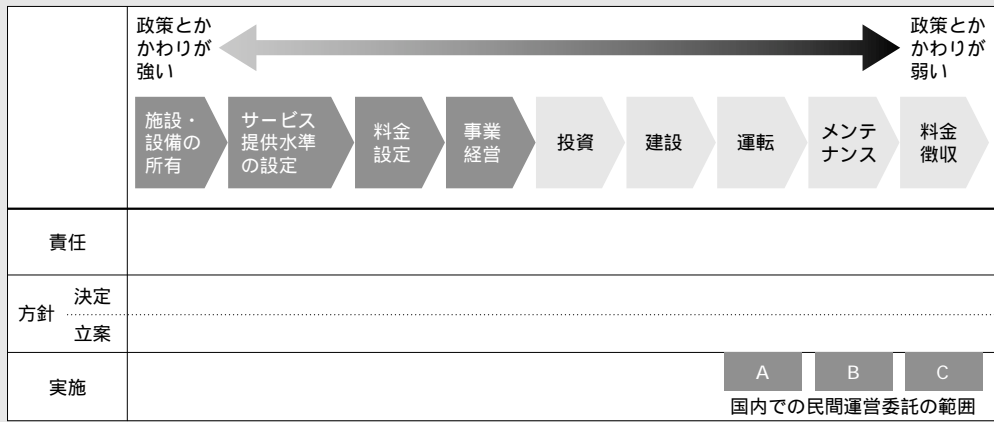 政策とか
かわりが
強い
政策とか
かわりが
弱い
施設・
設備の
所有
サービス
提供水準
の設定
料金
設定
事業
経営
投資
建設
運転
メンテ
ナンス
料金
徴収
責任
方針
決定
立案
実施
A
B
C
国内での民間運営委託の範囲